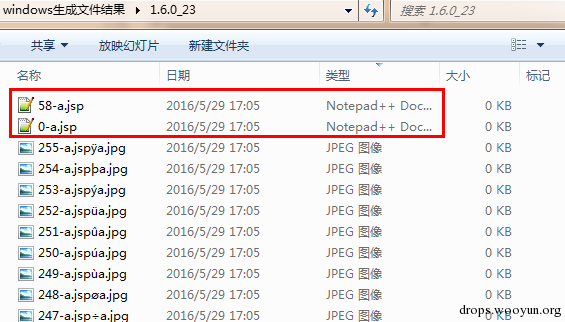 windows生成文件结果 ▸ 1.6.0_23
搜索 1.6.0_23
共享 放映幻灯片 新建文件夹
名称 日期 类型 大小
58-a.jsp 2016/5/29 17:05 Notepad++ Doc... 0 KB
0-a.jsp 2016/5/29 17:05 Notepad++ Doc... 0 KB
255-a.jspÿa.jpg 2016/5/29 17:05 JPEG 图像 0 KB
254-a.jspþa.jpg 2016/5/29 17:05 JPEG 图像 0 KB
253-a.jspýa.jpg 2016/5/29 17:05 JPEG 图像 0 KB
252-a.jspüa.jpg 2016/5/29 17:05 JPEG 图像 0 KB
251-a.jspûa.jpg 2016/5/29 17:05 JPEG 图像 0 KB
250-a.jspúa.jpg 2016/5/29 17:05 JPEG 图像 0 KB
249-a.jspùa.jpg 2016/5/29 17:05 JPEG 图像 0 KB
248-a.jspøa.jpg 2016/5/29 17:05 JPEG 图像 0 KB
247-a.jsp÷a.jpg 2016/5/29 17:05 JPEG 图像 0 KB
drops.wooyun.org